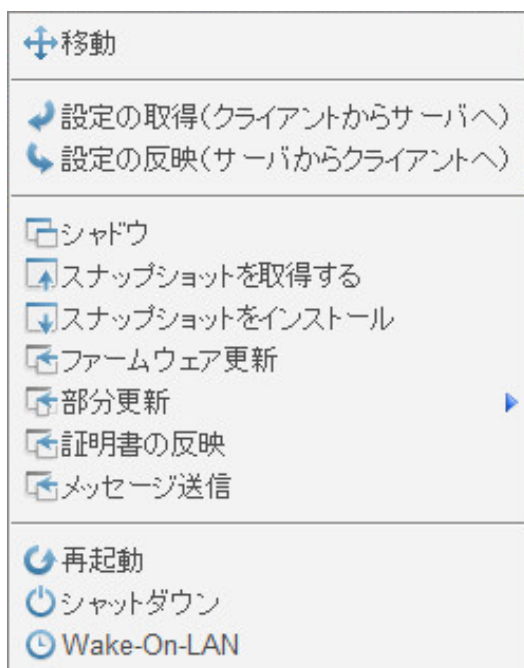 移動
設定の取得(クライアントからサーバへ)
設定の反映(サーバからクライアントへ)
シャドウ
スナップショットを取得する
スナップショットをインストール
ファームウェア更新
部分更新
証明書の反映
メッセージ送信
再起動
シャットダウン
Wake-On-LAN